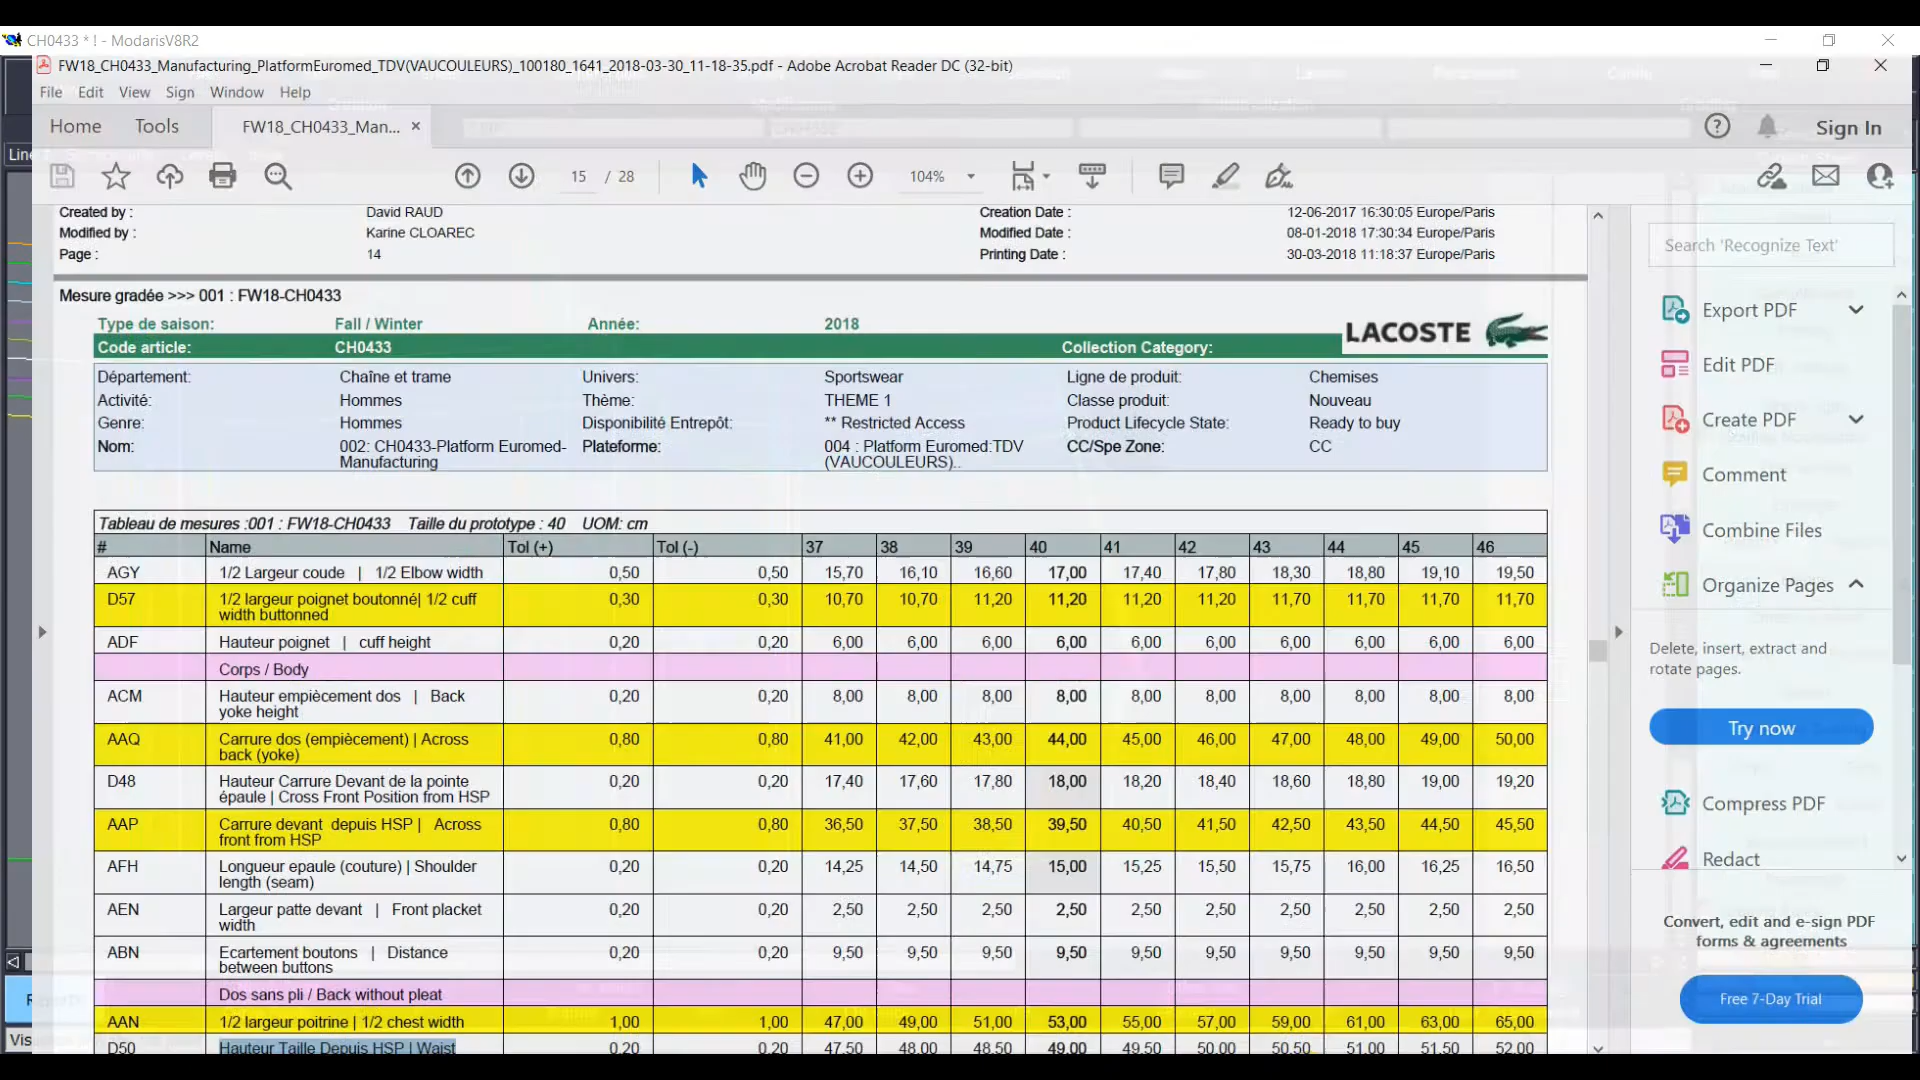 CH0433 * ! - ModarisV8R2
FW18_CH0433_Manufacturing_PlatformEuromed_TDV(VAUCOULEURS)_100180_1641_2018-03-30_11-18-35.pdf - Adobe Acrobat Reader DC (32-bit)
File Edit View Sign Window Help
Home Tools FW18_CH0433_Man... × Sign In
15 / 28 104%
Created by : David RAUD Creation Date : 12-06-2017 16:30:05 Europe/Paris
Modified by : Karine CLOAREC Modified Date : 08-01-2018 17:30:34 Europe/Paris
Page : 14 Printing Date : 30-03-2018 11:18:37 Europe/Paris
Mesure gradée >>> 001 : FW18-CH0433
Type de saison: Fall / Winter Année: 2018
LACOSTE
Code article: CH0433 Collection Category:
Département: Chaîne et trame Univers: Sportswear Ligne de produit: Chemises
Activité: Hommes Thème: THEME 1 Classe produit: Nouveau
Genre: Hommes Disponibilité Entrepôt: ** Restricted Access Product Lifecycle State: Ready to buy
Nom: 002: CH0433-Platform Euromed- Plateforme: 004 : Platform Euromed:TDV CC/Spe Zone: CC
Manufacturing (VAUCOULEURS)..
Tableau de mesures :001 : FW18-CH0433 Taille du prototype : 40 UOM: cm
# Name Tol (+) Tol (-) 37 38 39 40 41 42 43 44 45 46
AGY 1/2 Largeur coude | 1/2 Elbow width 0,50 0,50 15,70 16,10 16,60 17,00 17,40 17,80 18,30 18,80 19,10 19,50
D57 1/2 largeur poignet boutonné| 1/2 cuff 0,30 0,30 10,70 10,70 11,20 11,20 11,20 11,20 11,70 11,70 11,70 11,70
width buttonned
ADF Hauteur poignet | cuff height 0,20 0,20 6,00 6,00 6,00 6,00 6,00 6,00 6,00 6,00 6,00 6,00
Corps / Body
ACM Hauteur empiècement dos | Back 0,20 0,20 8,00 8,00 8,00 8,00 8,00 8,00 8,00 8,00 8,00 8,00
yoke height
AAQ Carrure dos (empiècement) | Across 0,80 0,80 41,00 42,00 43,00 44,00 45,00 46,00 47,00 48,00 49,00 50,00
back (yoke)
D48 Hauteur Carrure Devant de la pointe 0,20 0,20 17,40 17,60 17,80 18,00 18,20 18,40 18,60 18,80 19,00 19,20
épaule | Cross Front Position from HSP
AAP Carrure devant depuis HSP | Across 0,80 0,80 36,50 37,50 38,50 39,50 40,50 41,50 42,50 43,50 44,50 45,50
front from HSP
AFH Longueur epaule (couture) | Shoulder 0,20 0,20 14,25 14,50 14,75 15,00 15,25 15,50 15,75 16,00 16,25 16,50
length (seam)
AEN Largeur patte devant | Front placket 0,20 0,20 2,50 2,50 2,50 2,50 2,50 2,50 2,50 2,50 2,50 2,50
width
ABN Ecartement boutons | Distance 0,20 0,20 9,50 9,50 9,50 9,50 9,50 9,50 9,50 9,50 9,50 9,50
between buttons
Dos sans pli / Back without pleat
AAN 1/2 largeur poitrine | 1/2 chest width 1,00 1,00 47,00 49,00 51,00 53,00 55,00 57,00 59,00 61,00 63,00 65,00
D50 Hauteur Taille Depuis HSP | Waist 0,20 0,20 47,50 48,00 48,50 49,00 49,50 50,00 50,50 51,00 51,50 52,00
Search 'Recognize Text'
Export PDF
Edit PDF
Create PDF
Comment
Combine Files
Organize Pages
Delete, insert, extract and
rotate pages.
Try now
Compress PDF
Redact
Convert, edit and e-sign PDF
forms & agreements
Free 7-Day Trial